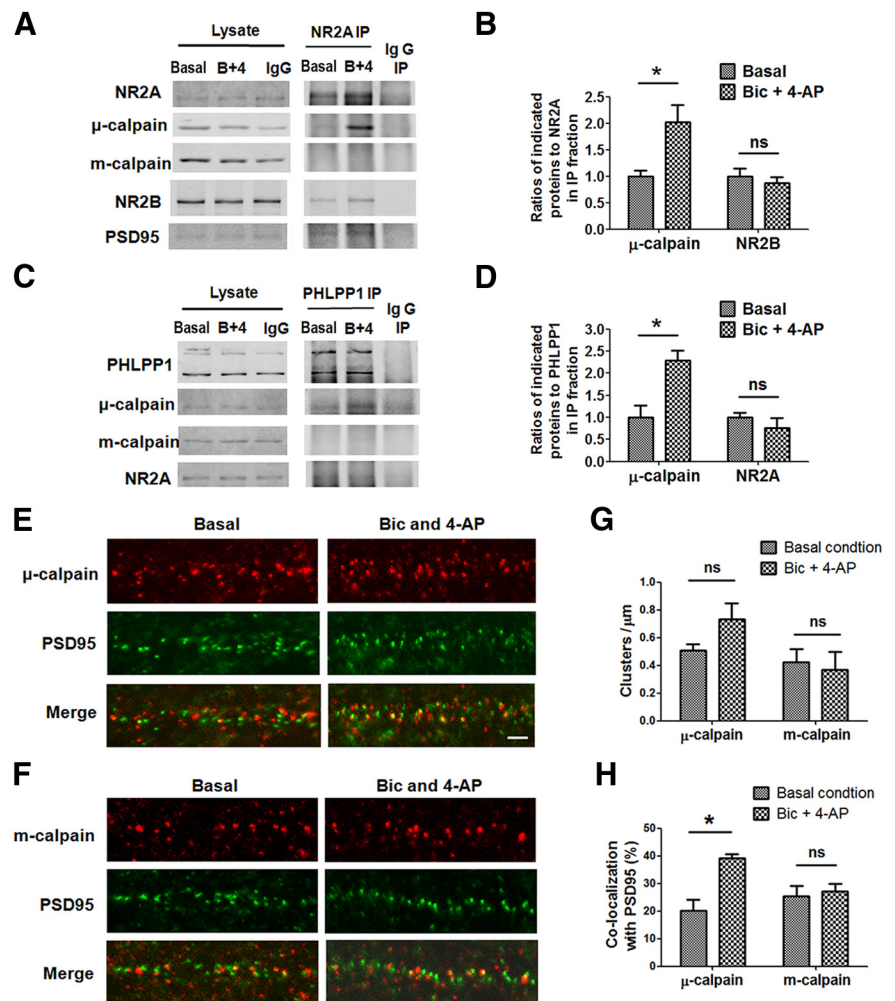 A
Lysate
NR2A IP
Ig G
IP
Basal B+4 IgG
Basal B+4
NR2A
μ-calpain
m-calpain
NR2B
PSD95
B
Basal
Bic + 4-AP
Ratios of indicated
proteins to NR2A
in IP fraction
2.5
2.0
1.5
1.0
0.5
0.0
*
ns
μ-calpain
NR2B
C
Lysate
PHLPP1 IP
Ig G
IP
Basal B+4 IgG
Basal B+4
PHLPP1
μ-calpain
m-calpain
NR2A
D
Basal
Bic + 4-AP
Ratios of indicated
proteins to PHLPP1
in IP fraction
3.0
2.5
2.0
1.5
1.0
0.5
0.0
*
ns
μ-calpain
NR2A
E
Basal
Bic and 4-AP
μ-calpain
PSD95
Merge
F
Basal
Bic and 4-AP
m-calpain
PSD95
Merge
G
Basal condtion
Bic + 4-AP
Clusters / μm
1.0
0.8
0.6
0.4
0.2
0.0
ns
ns
μ-calpain
m-calpain
H
Basal condtion
Bic + 4-AP
Co-localization
with PSD95 (%)
50
40
30
20
10
0
*
ns
μ-calpain
m-calpain